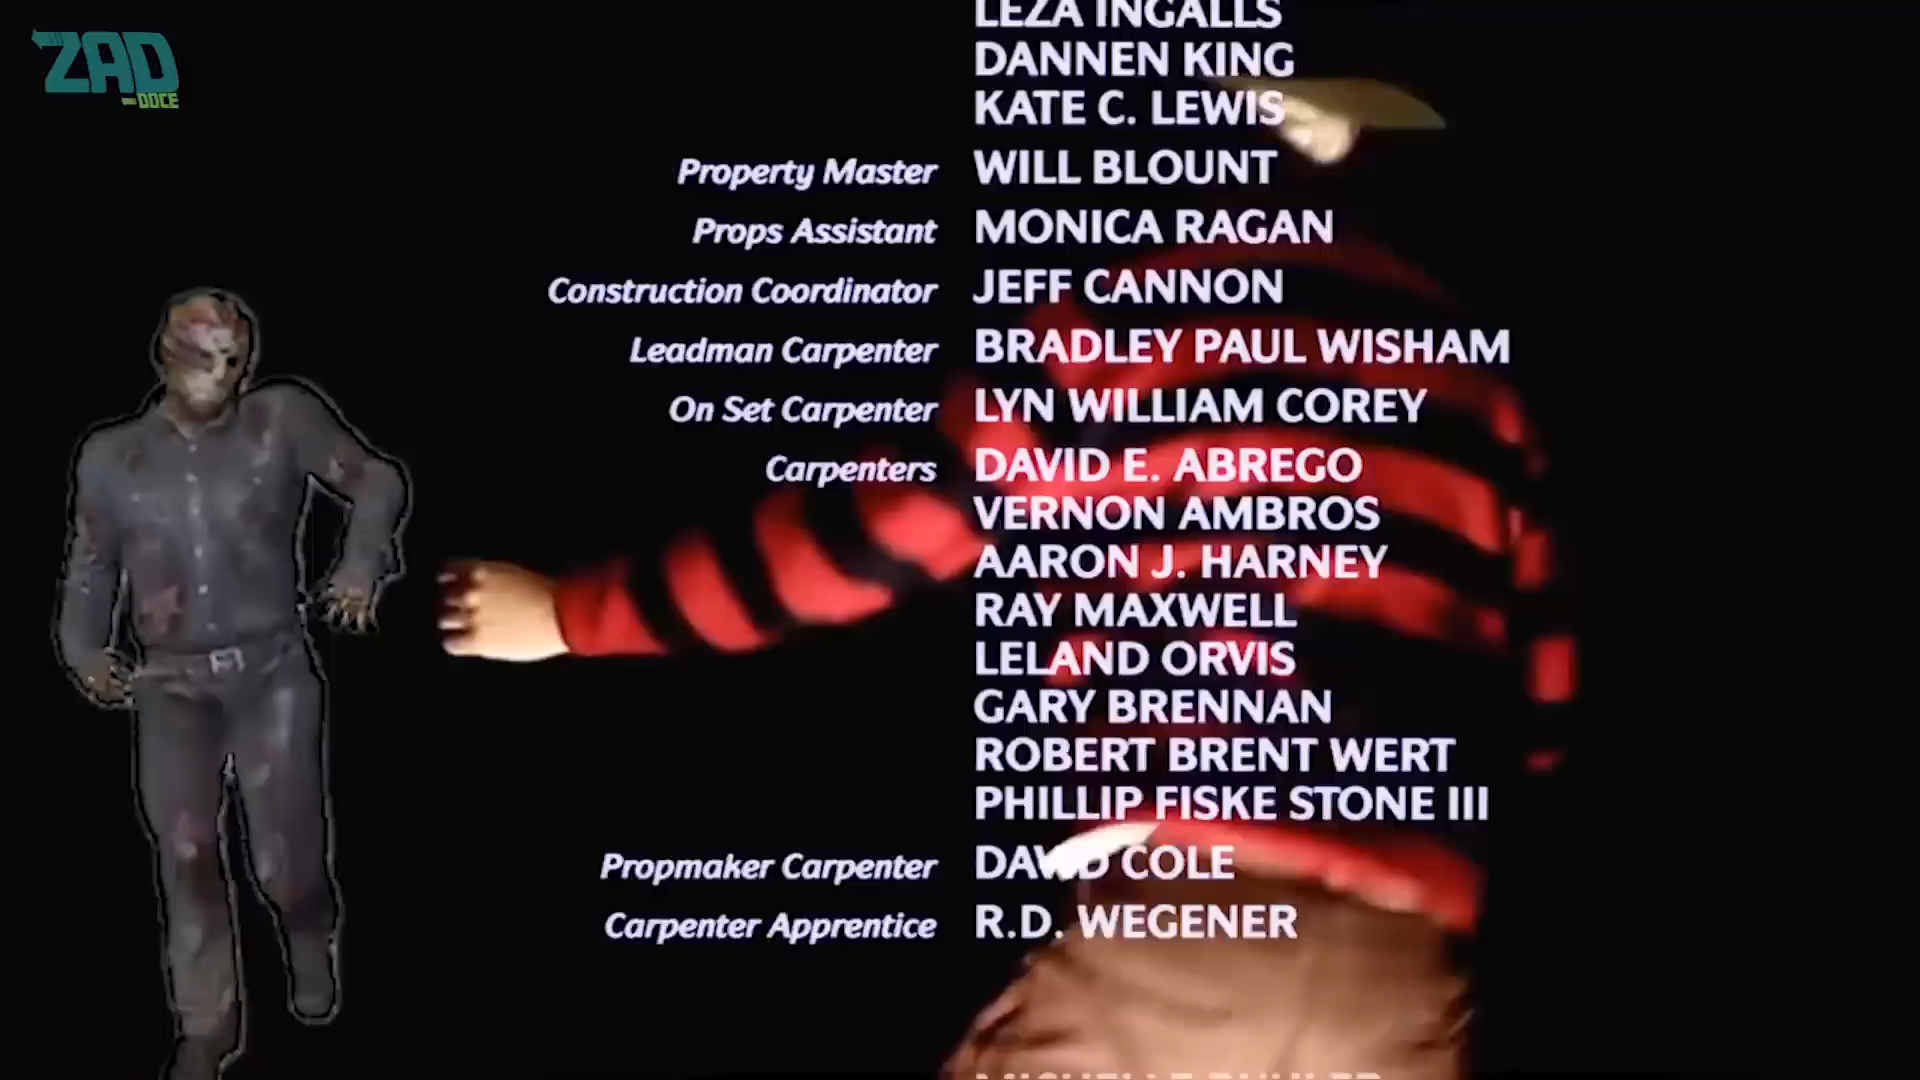 ZAD
DOCE
LEZA INGALLS
DANNEN KING
KATE C. LEWIS
Property Master WILL BLOUNT
Props Assistant MONICA RAGAN
Construction Coordinator JEFF CANNON
Leadman Carpenter BRADLEY PAUL WISHAM
On Set Carpenter LYN WILLIAM COREY
Carpenters DAVID E. ABREGO
VERNON AMBROS
AARON J. HARNEY
RAY MAXWELL
LELAND ORVIS
GARY BRENNAN
ROBERT BRENT WERT
PHILLIP FISKE STONE III
Propmaker Carpenter DAVID COLE
Carpenter Apprentice R.D. WEGENER